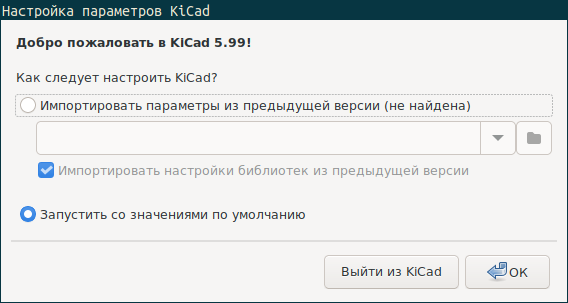 Настройка параметров KiCad
Добро пожаловать в KiCad 5.99!
Как следует настроить KiCad?
Импортировать параметры из предыдущей версии (не найдена)
Импортировать настройки библиотек из предыдущей версии
Запустить со значениями по умолчанию
Выйти из KiCad
ОК